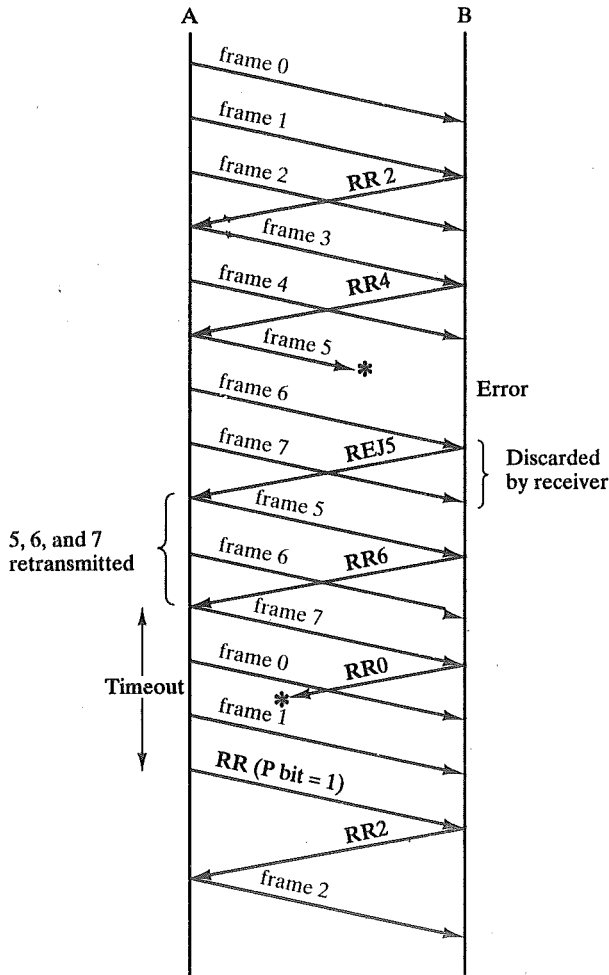 A
B
frame 0
frame 1
frame 2
RR 2
frame 3
frame 4
RR4
frame 5
*
Error
frame 6
frame 7
REJ5
Discarded
by receiver
frame 5
5, 6, and 7
retransmitted
frame 6
RR6
frame 7
frame 0
RR0
Timeout
*
frame 1
RR (P bit = 1)
RR2
frame 2